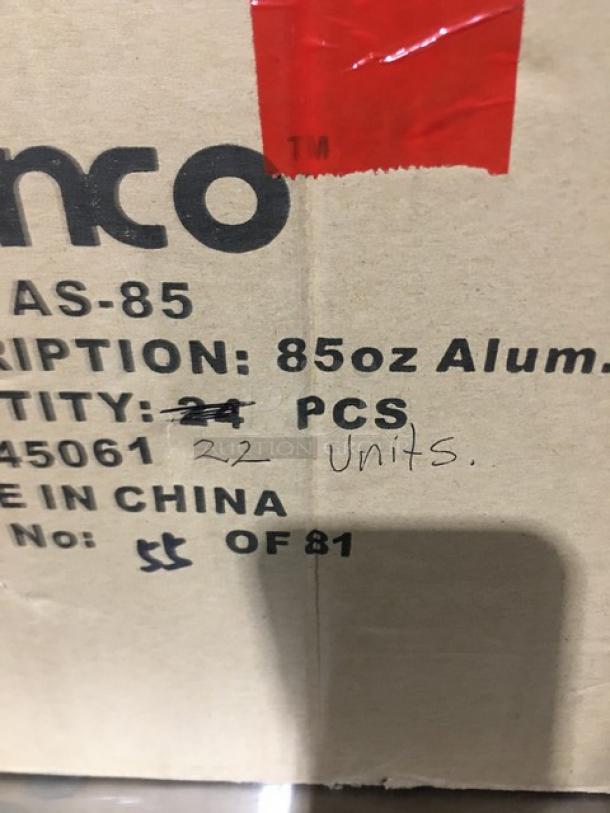 nco TM
AS-85
RIPTION: 85oz Alum.
TITY: 24 PCS
45061 22 Units.
E IN CHINA
No: 55 OF 81